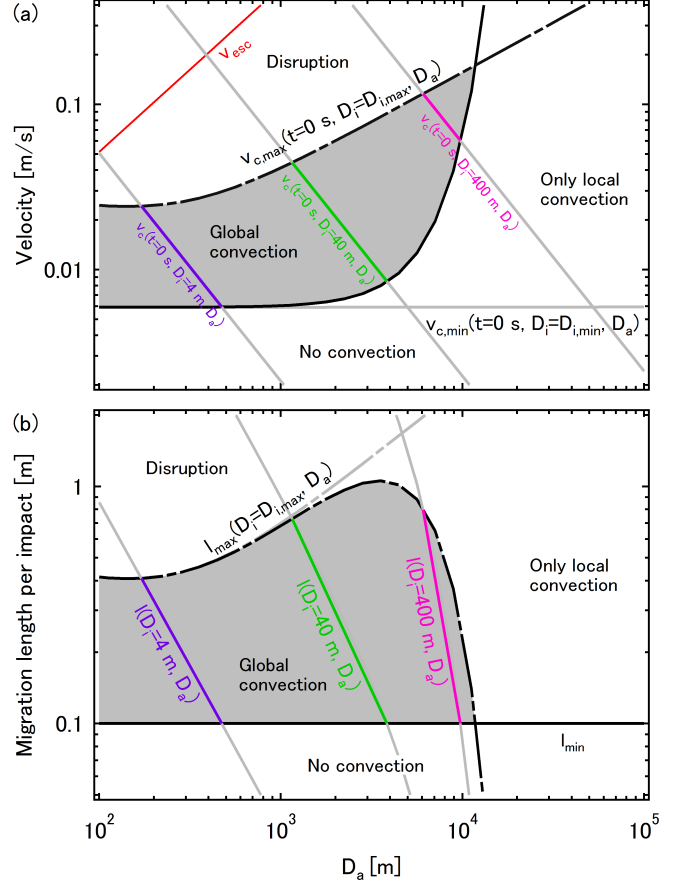 (a)
v_esc
Disruption
v_c,max(t=0 s, D_i=D_i,max, D_a)
v_c(t=0 s, D_i=4 m, D_a)
v_c(t=0 s, D_i=40 m, D_a)
v_c(t=0 s, D_i=400 m, D_a)
Global
convection
Only local
convection
v_c,min(t=0 s, D_i=D_i,min, D_a)
No convection
0.1
0.01
Velocity [m/s]
(b)
Disruption
l_max(D_i=D_i,max, D_a)
l(D_i=4 m, D_a)
l(D_i=40 m, D_a)
l(D_i=400 m, D_a)
Only local
convection
Global
convection
l_min
No convection
1
0.1
Migration length per impact [m]
10^2
10^3
10^4
10^5
D_a [m]